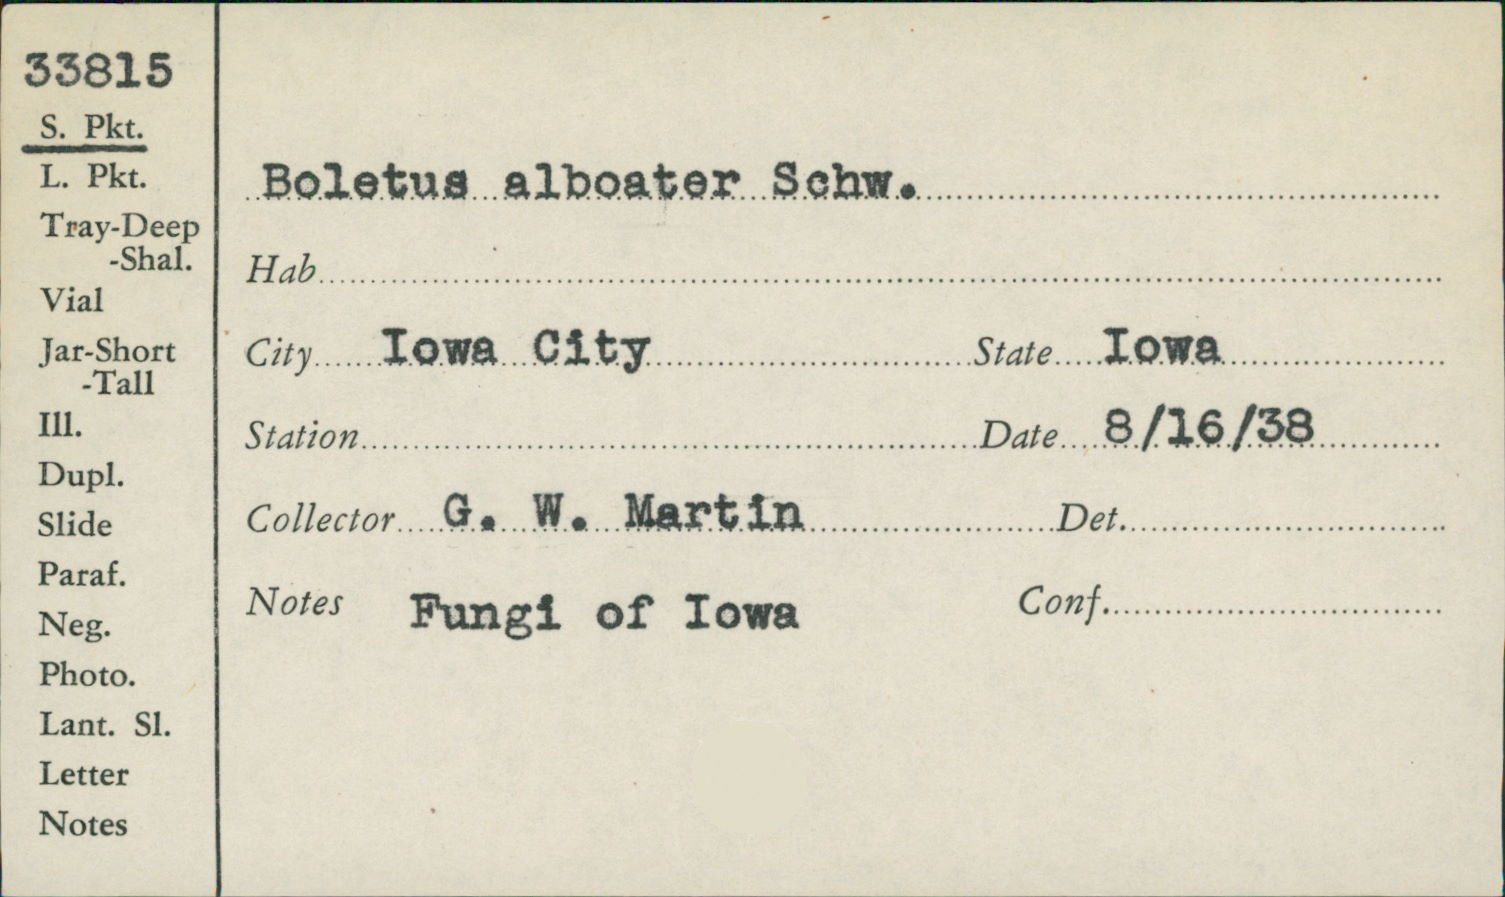 33815
S. Pkt.
L. Pkt.
Tray-Deep
-Shal.
Vial
Jar-Short
-Tall
Ill.
Dupl.
Slide
Paraf.
Neg.
Photo.
Lant. Sl.
Letter
Notes
Boletus alboater Schw.
Hab
City Iowa City State Iowa
Station Date 8/16/38
Collector G. W. Martin Det.
Notes Fungi of Iowa Conf.